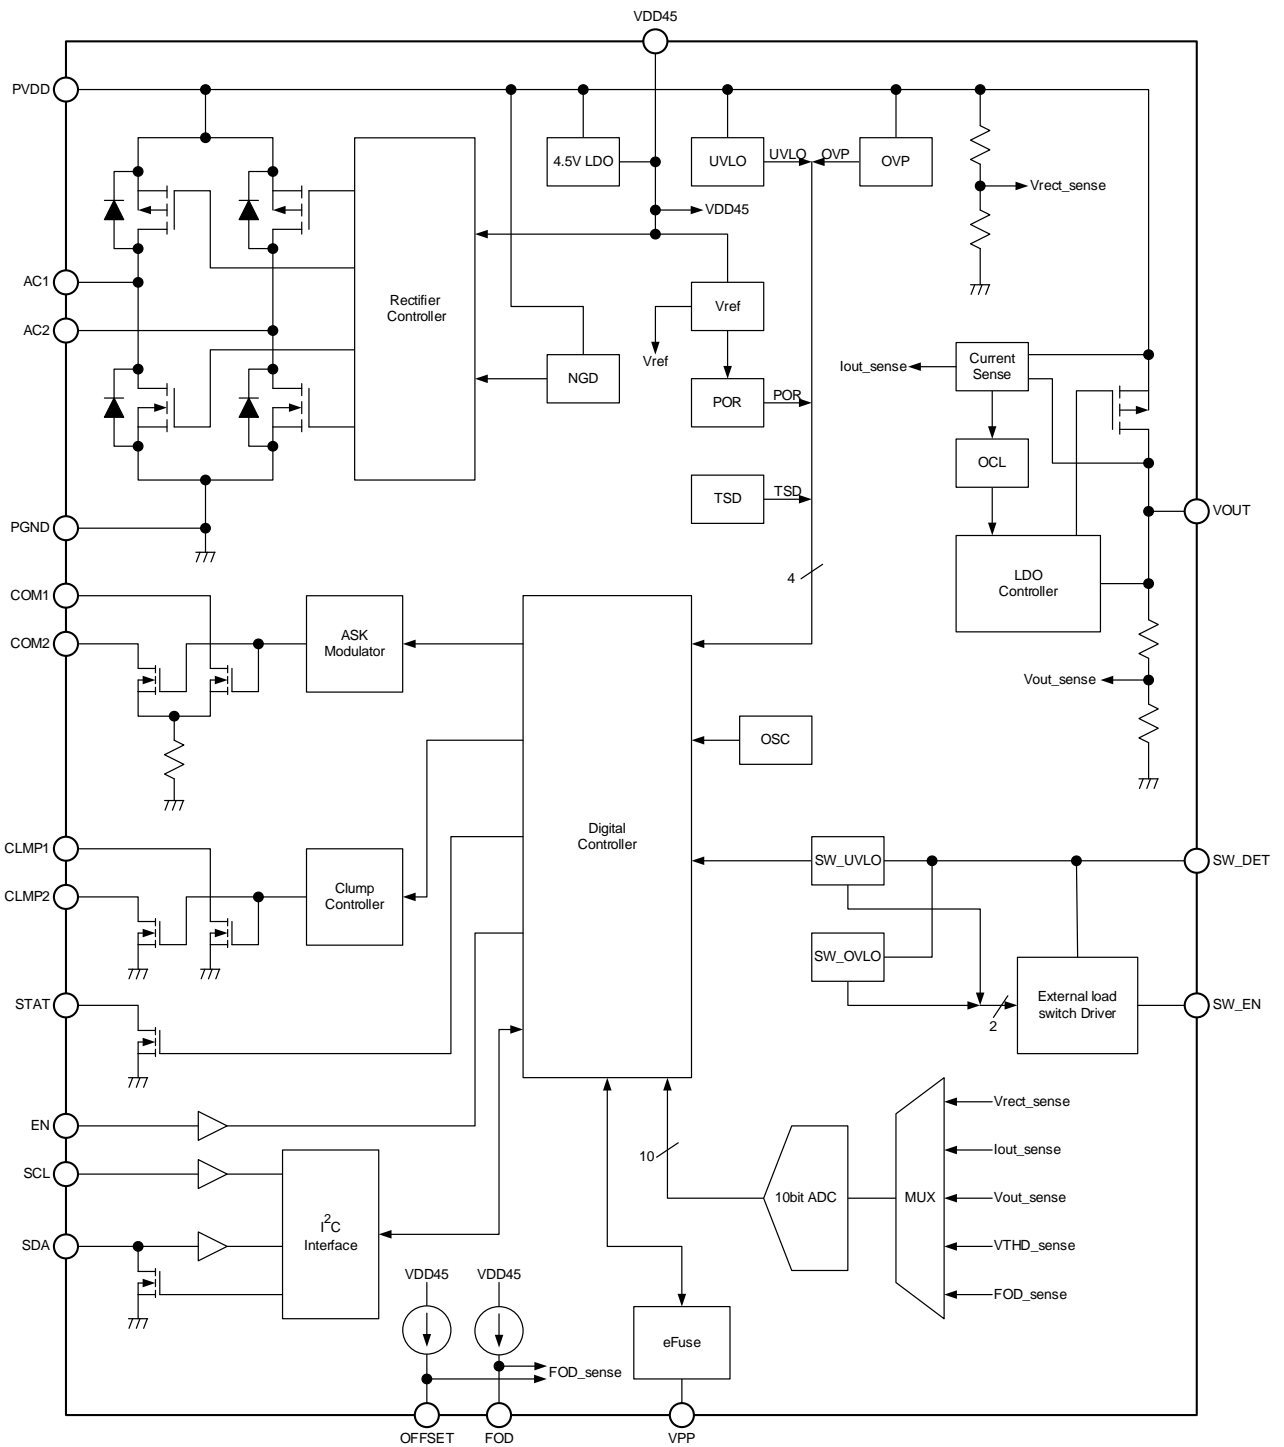 VDD45
PVDD
4.5V LDO
UVLO
UVLO
OVP
OVP
Vrect_sense
VDD45
AC1
AC2
Rectifier
Controller
Vref
Vref
NGD
POR
POR
Iout_sense
Current
Sense
OCL
TSD
TSD
PGND
VOUT
LDO
Controller
4
COM1
COM2
ASK
Modulator
Vout_sense
OSC
Digital
Controller
CLMP1
CLMP2
Clump
Controller
SW_UVLO
SW_DET
SW_OVLO
External load
switch Driver
2
SW_EN
STAT
EN
SCL
SDA
I2C
Interface
10
10bit ADC
MUX
Vrect_sense
Iout_sense
Vout_sense
VTHD_sense
FOD_sense
VDD45
VDD45
FOD_sense
eFuse
OFFSET
FOD
VPP